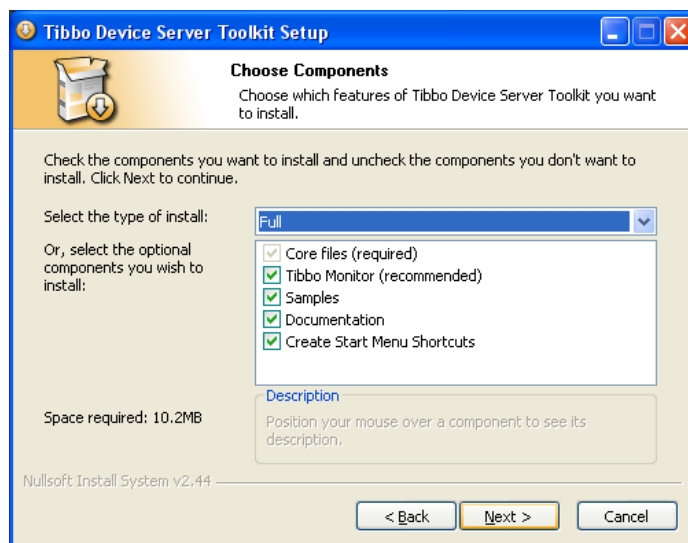 Tibbo Device Server Toolkit Setup
Choose Components
Choose which features of Tibbo Device Server Toolkit you want
to install.
Check the components you want to install and uncheck the components you don't want to
install. Click Next to continue.
Select the type of install:
Full
Or, select the optional
components you wish to
install:
Core files (required)
Tibbo Monitor (recommended)
Samples
Documentation
Create Start Menu Shortcuts
Space required: 10.2MB
Description
Position your mouse over a component to see its
description.
Nullsoft Install System v2.44
< Back
Next >
Cancel